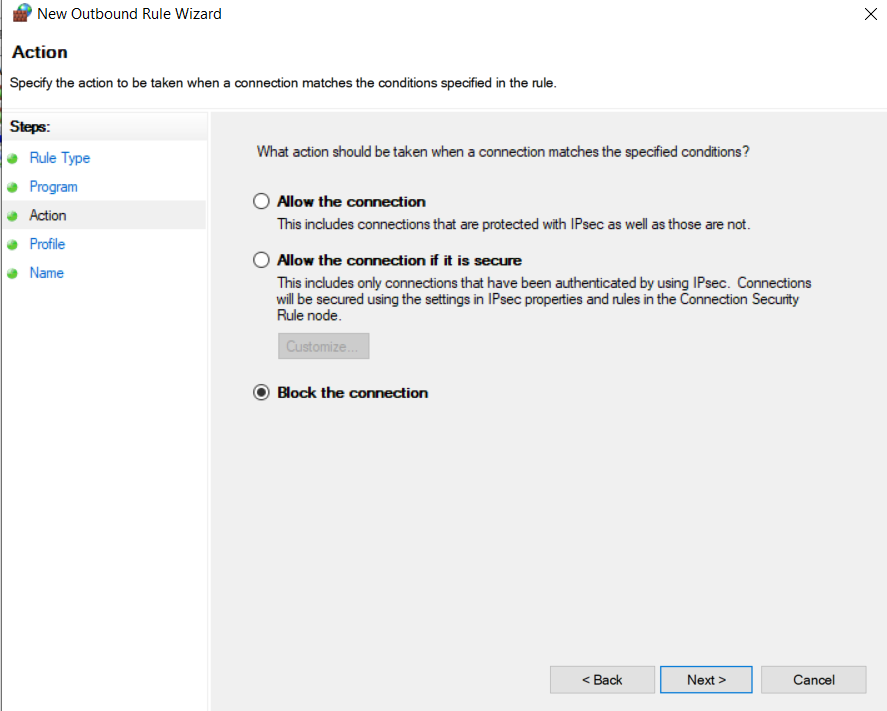 New Outbound Rule Wizard
Action
Specify the action to be taken when a connection matches the conditions specified in the rule.
Steps:
Rule Type
Program
Action
Profile
Name
What action should be taken when a connection matches the specified conditions?
Allow the connection
This includes connections that are protected with IPsec as well as those are not.
Allow the connection if it is secure
This includes only connections that have been authenticated by using IPsec. Connections
will be secured using the settings in IPsec properties and rules in the Connection Security
Rule node.
Customize...
Block the connection
< Back
Next >
Cancel